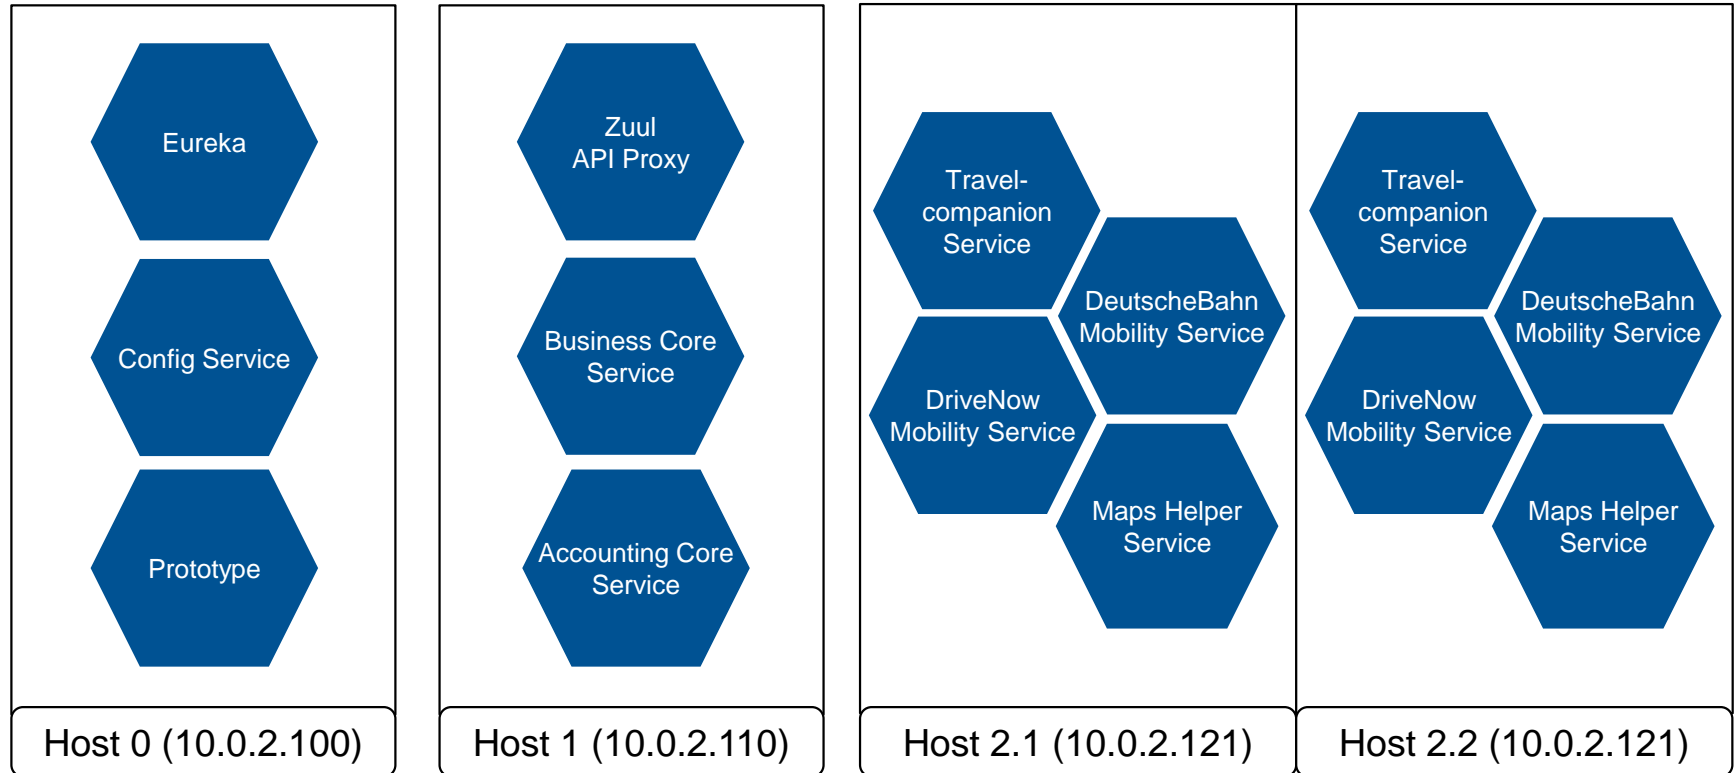 Eureka
Config Service
Prototype
Host 0 (10.0.2.100)
Zuul
API Proxy
Business Core
Service
Accounting Core
Service
Host 1 (10.0.2.110)
Travel-
companion
Service
DeutscheBahn
Mobility Service
DriveNow
Mobility Service
Maps Helper
Service
Host 2.1 (10.0.2.121)
Travel-
companion
Service
DeutscheBahn
Mobility Service
DriveNow
Mobility Service
Maps Helper
Service
Host 2.2 (10.0.2.121)